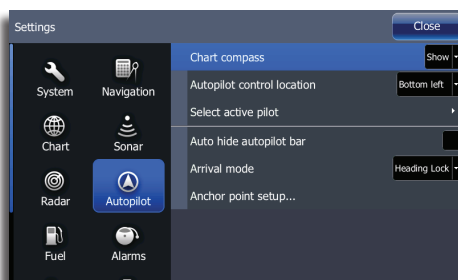 Settings
Close
System
Navigation
Chart
Sonar
Radar
Autopilot
Fuel
Alarms
Chart compass
Show
Autopilot control location
Bottom left
Select active pilot
Auto hide autopilot bar
Arrival mode
Heading Lock
Anchor point setup...